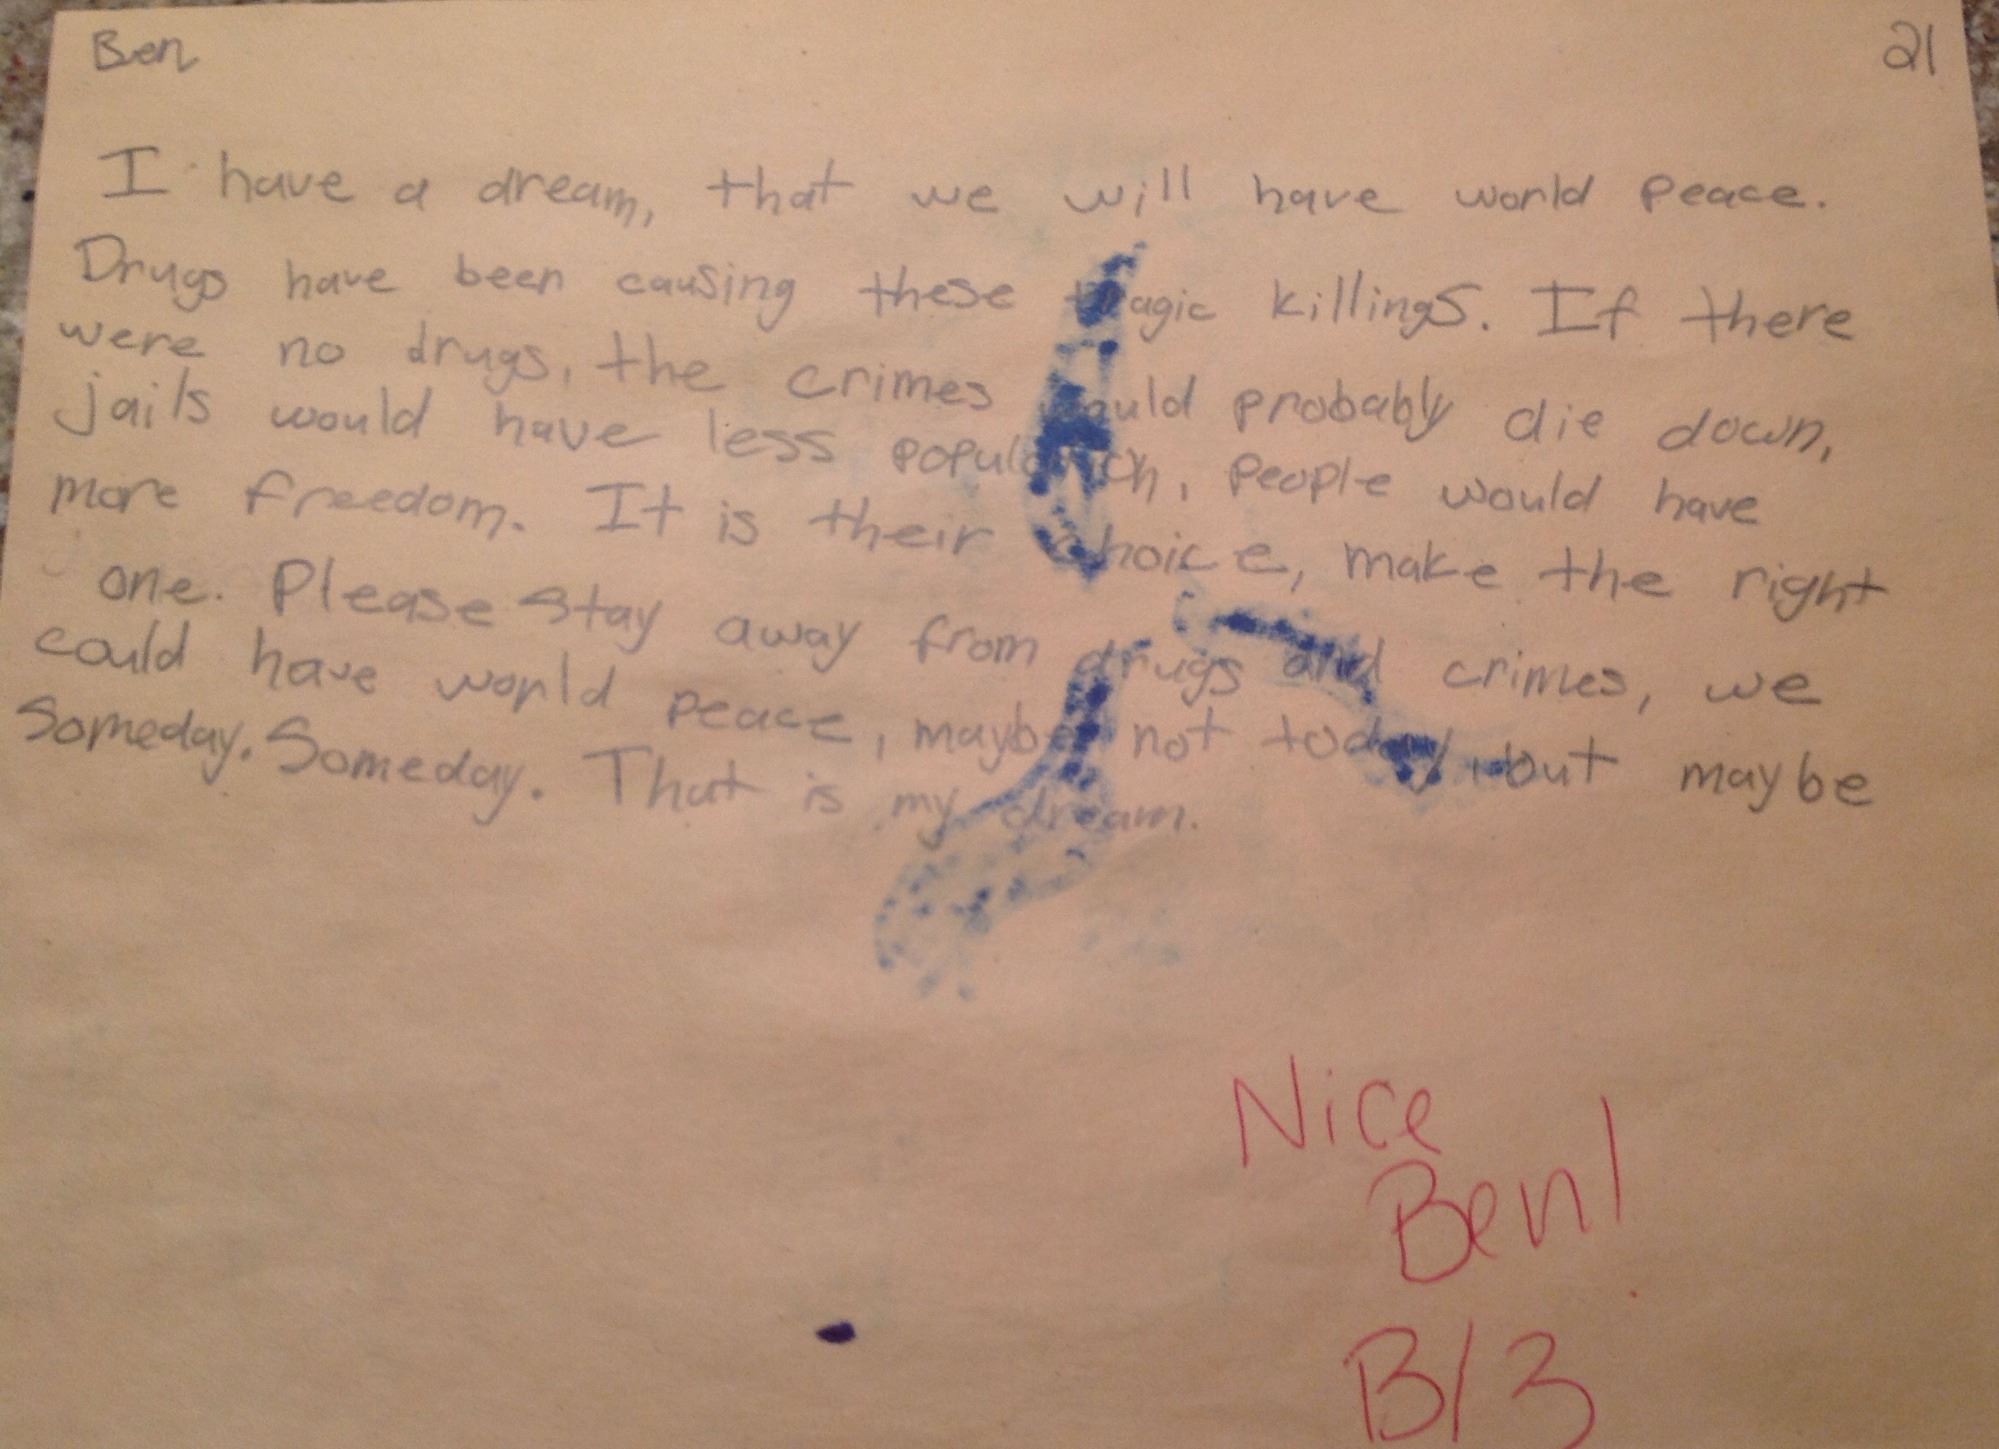 Ben 21
I have a dream, that we will have world peace.
Drugs have been causing these tragic killings. If there
were no drugs, the crimes would probably die down,
jails would have less population, people would have
more freedom. It is their choice, make the right
one. Please stay away from drugs and crimes, we
could have world peace, maybe not today, but maybe
Someday. Someday. That is my dream.
Nice
Ben!
B/3